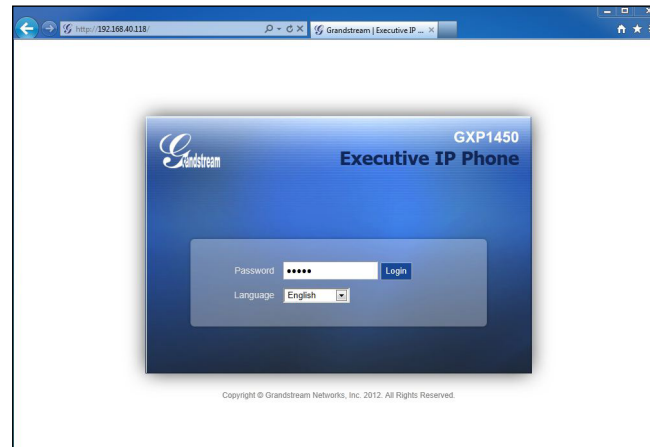 http://192.168.40.118/
Grandstream | Executive IP ...
Grandstream
GXP1450
Executive IP Phone
Password •••••
Login
Language English
Copyright © Grandstream Networks, Inc. 2012. All Rights Reserved.